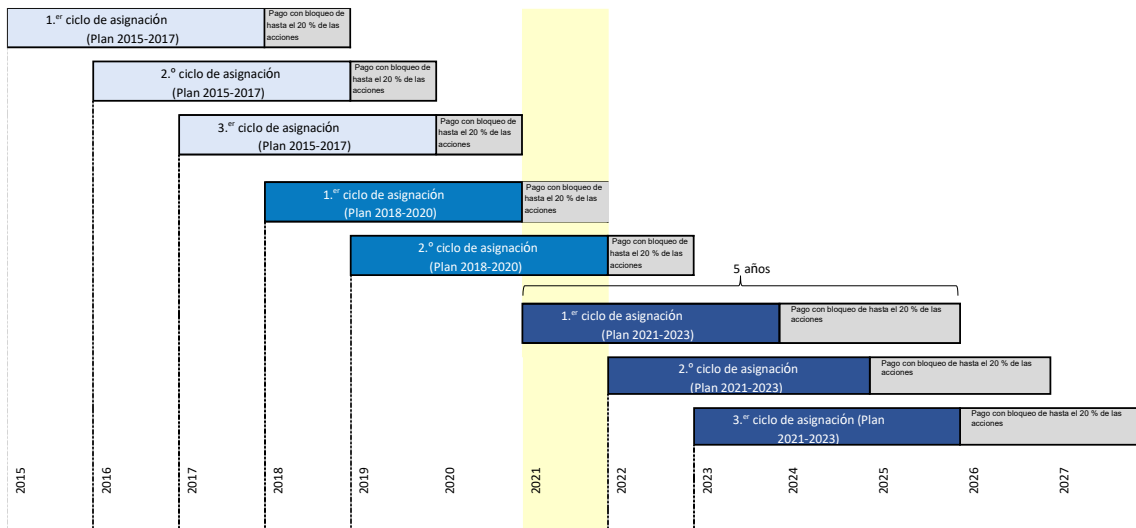 1.er ciclo de asignación
(Plan 2015-2017)
Pago con bloqueo de
hasta el 20 % de las
acciones
2.º ciclo de asignación
(Plan 2015-2017)
Pago con bloqueo de
hasta el 20 % de las
acciones
3.er ciclo de asignación
(Plan 2015-2017)
Pago con bloqueo de
hasta el 20 % de las
acciones
1.er ciclo de asignación
(Plan 2018-2020)
Pago con bloqueo de
hasta el 20 % de las
acciones
2.º ciclo de asignación
(Plan 2018-2020)
Pago con bloqueo de
hasta el 20 % de las
acciones
5 años
1.er ciclo de asignación
(Plan 2021-2023)
Pago con bloqueo de hasta el 20 % de las
acciones
2.º ciclo de asignación
(Plan 2021-2023)
Pago con bloqueo de hasta el 20 % de las
acciones
3.er ciclo de asignación (Plan
2021-2023)
Pago con bloqueo de hasta el 20 % de las
acciones
2015
2016
2017
2018
2019
2020
2021
2022
2023
2024
2025
2026
2027